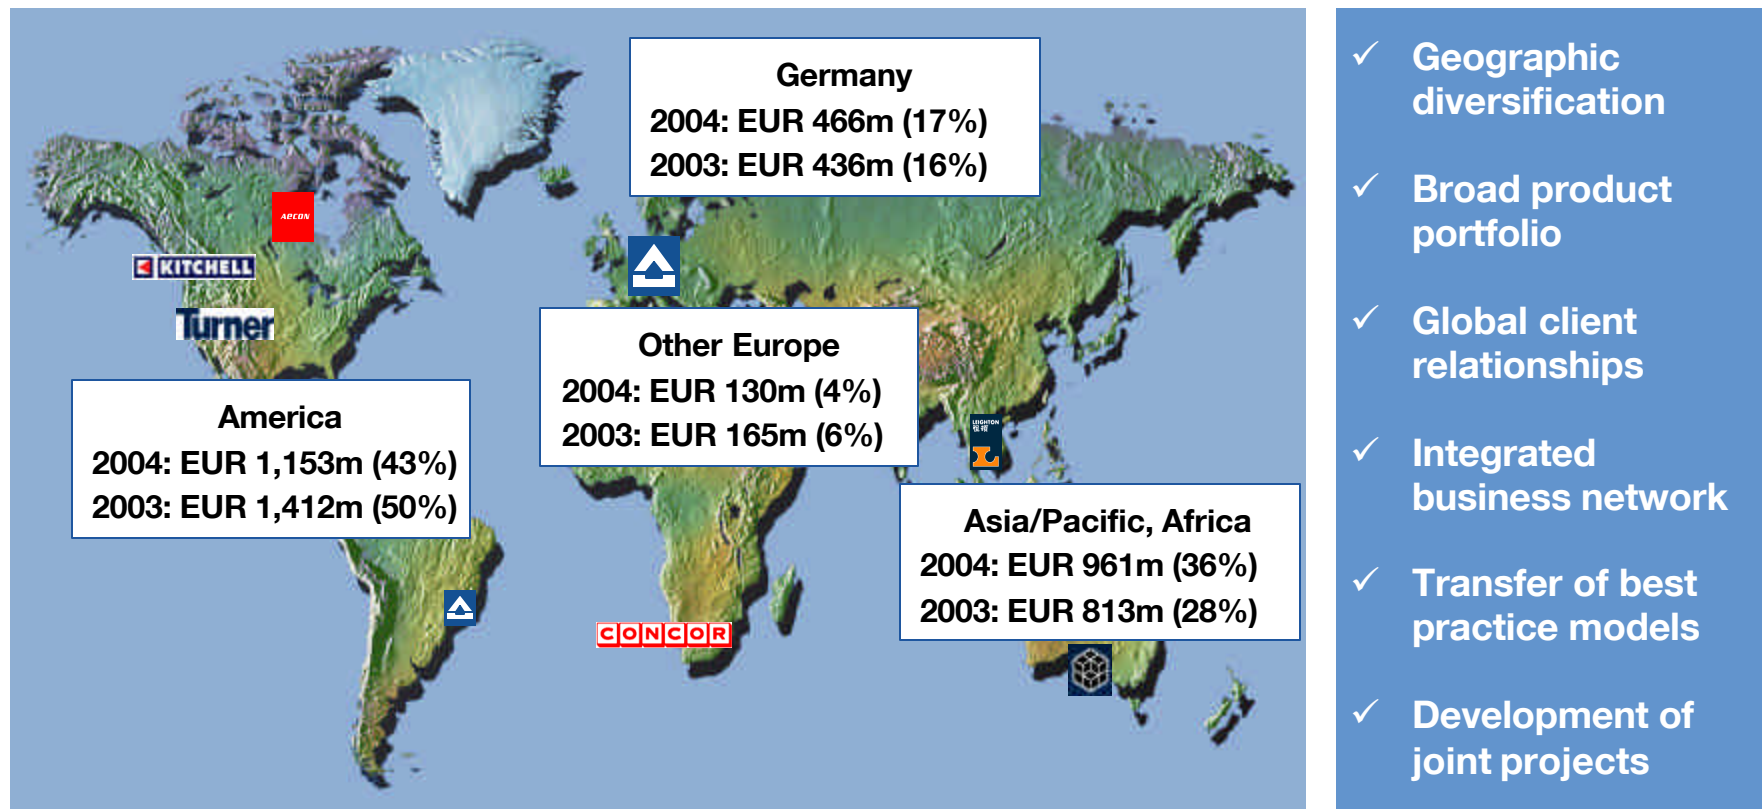 Germany
2004: EUR 466m (17%)
2003: EUR 436m (16%)
AECON
KITCHELL
Turner
Other Europe
2004: EUR 130m (4%)
2003: EUR 165m (6%)
America
2004: EUR 1,153m (43%)
2003: EUR 1,412m (50%)
LEIGHTON
Asia/Pacific, Africa
2004: EUR 961m (36%)
2003: EUR 813m (28%)
CONCOR
Geographic
diversification
Broad product
portfolio
Global client
relationships
Integrated
business network
Transfer of best
practice models
Development of
joint projects